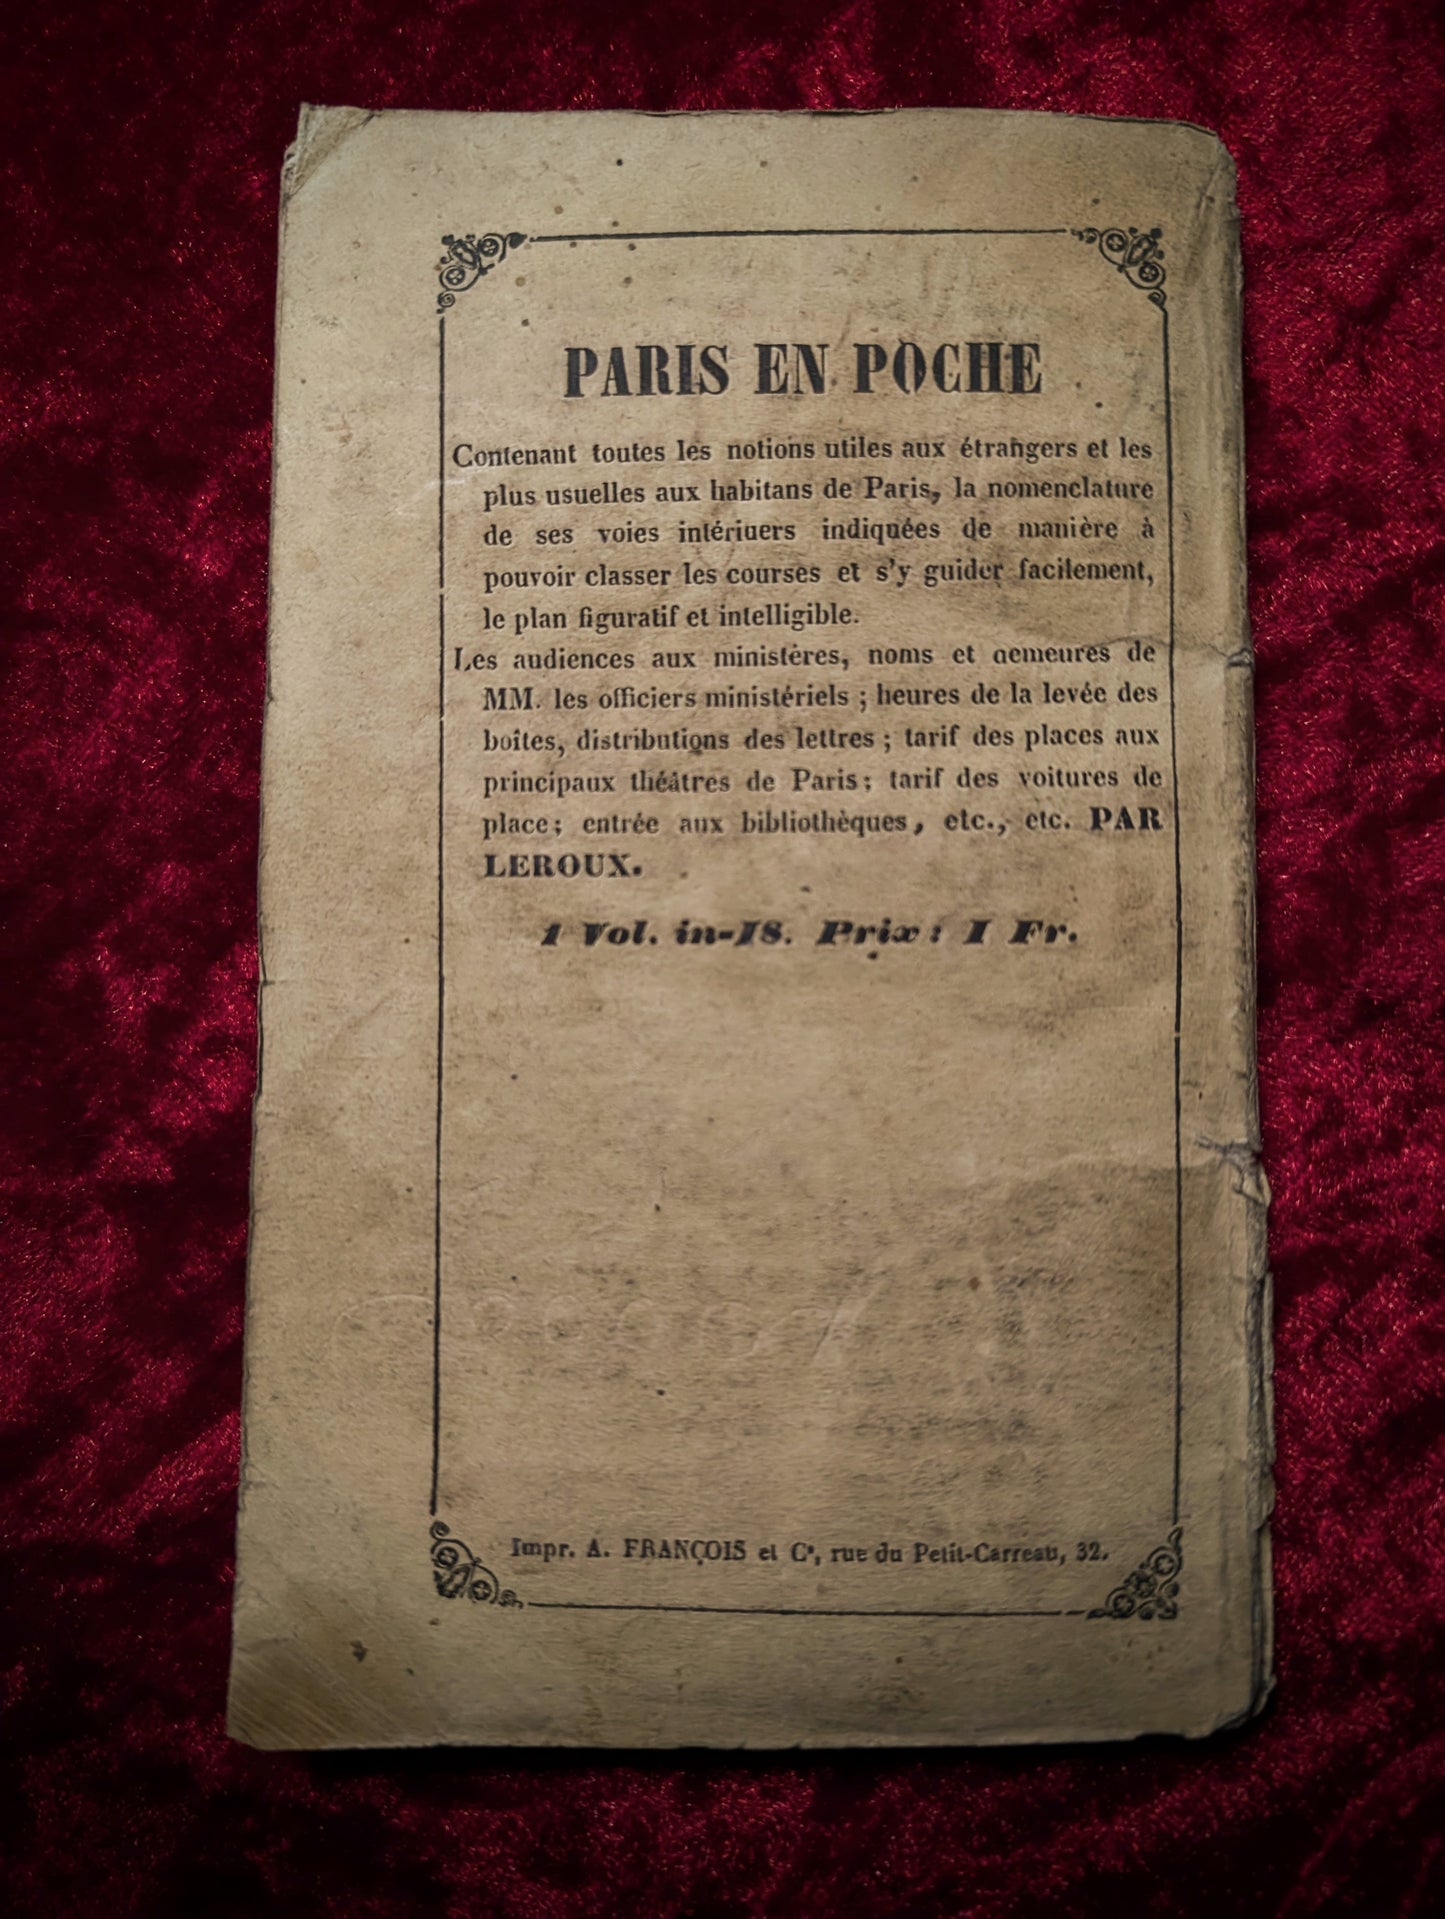 PARIS EN POCHE
Contenant toutes les notions utiles aux étrangers et les
plus usuelles aux habitans de Paris, la nomenclature
de ses voies intériuers indiquées de manière à
pouvoir classer les courses et s'y guider facilement,
le plan figuratif et intelligible.
Les audiences aux ministères, noms et demeures de
MM. les officiers ministériels ; heures de la levée des
boîtes, distributions des lettres ; tarif des places aux
principaux théâtres de Paris ; tarif des voitures de
place ; entrée aux bibliothèques, etc., etc. PAR
LEROUX.
1 Vol. in-18. Prix : 1 Fr.
Impr. A. FRANÇOIS et Cᵉ, rue du Petit-Carreau, 32.